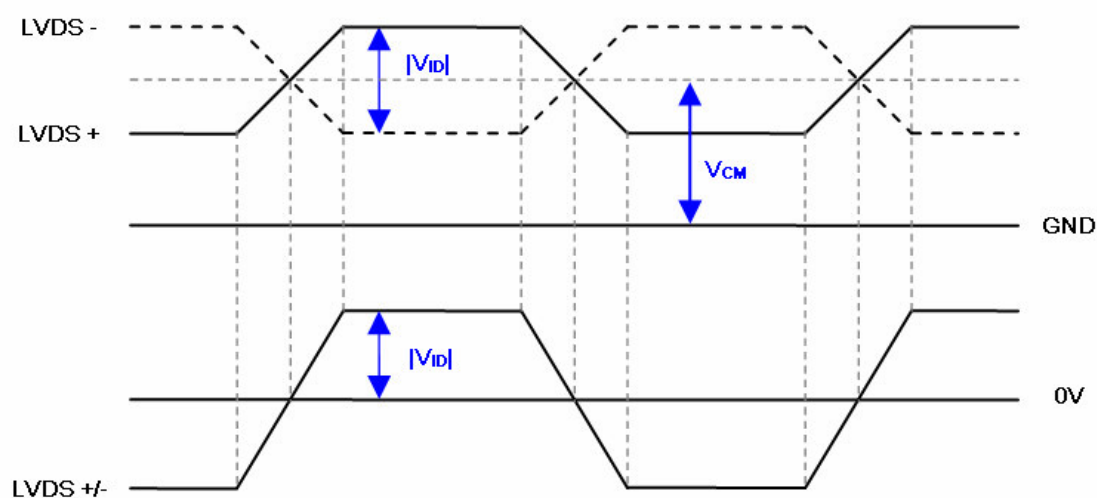 LVDS -
|VID|
LVDS +
VCM
GND
|VID|
0V
LVDS +/-